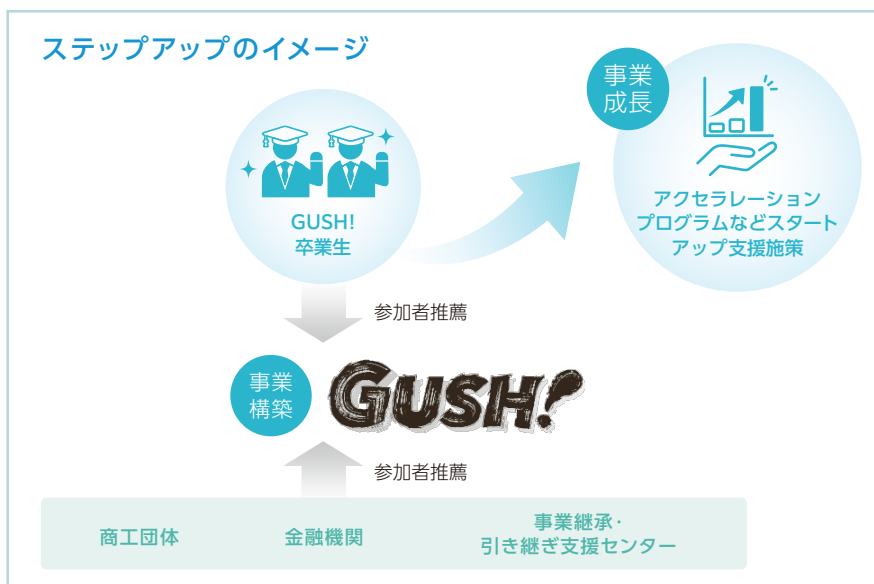 ステップアップのイメージ
事業
成長
GUSH!
卒業生
アクセラレーション
プログラムなどスタート
アップ支援施策
参加者推薦
事業
構築
GUSH!
参加者推薦
商工団体
金融機関
事業継承・
引き継ぎ支援センター